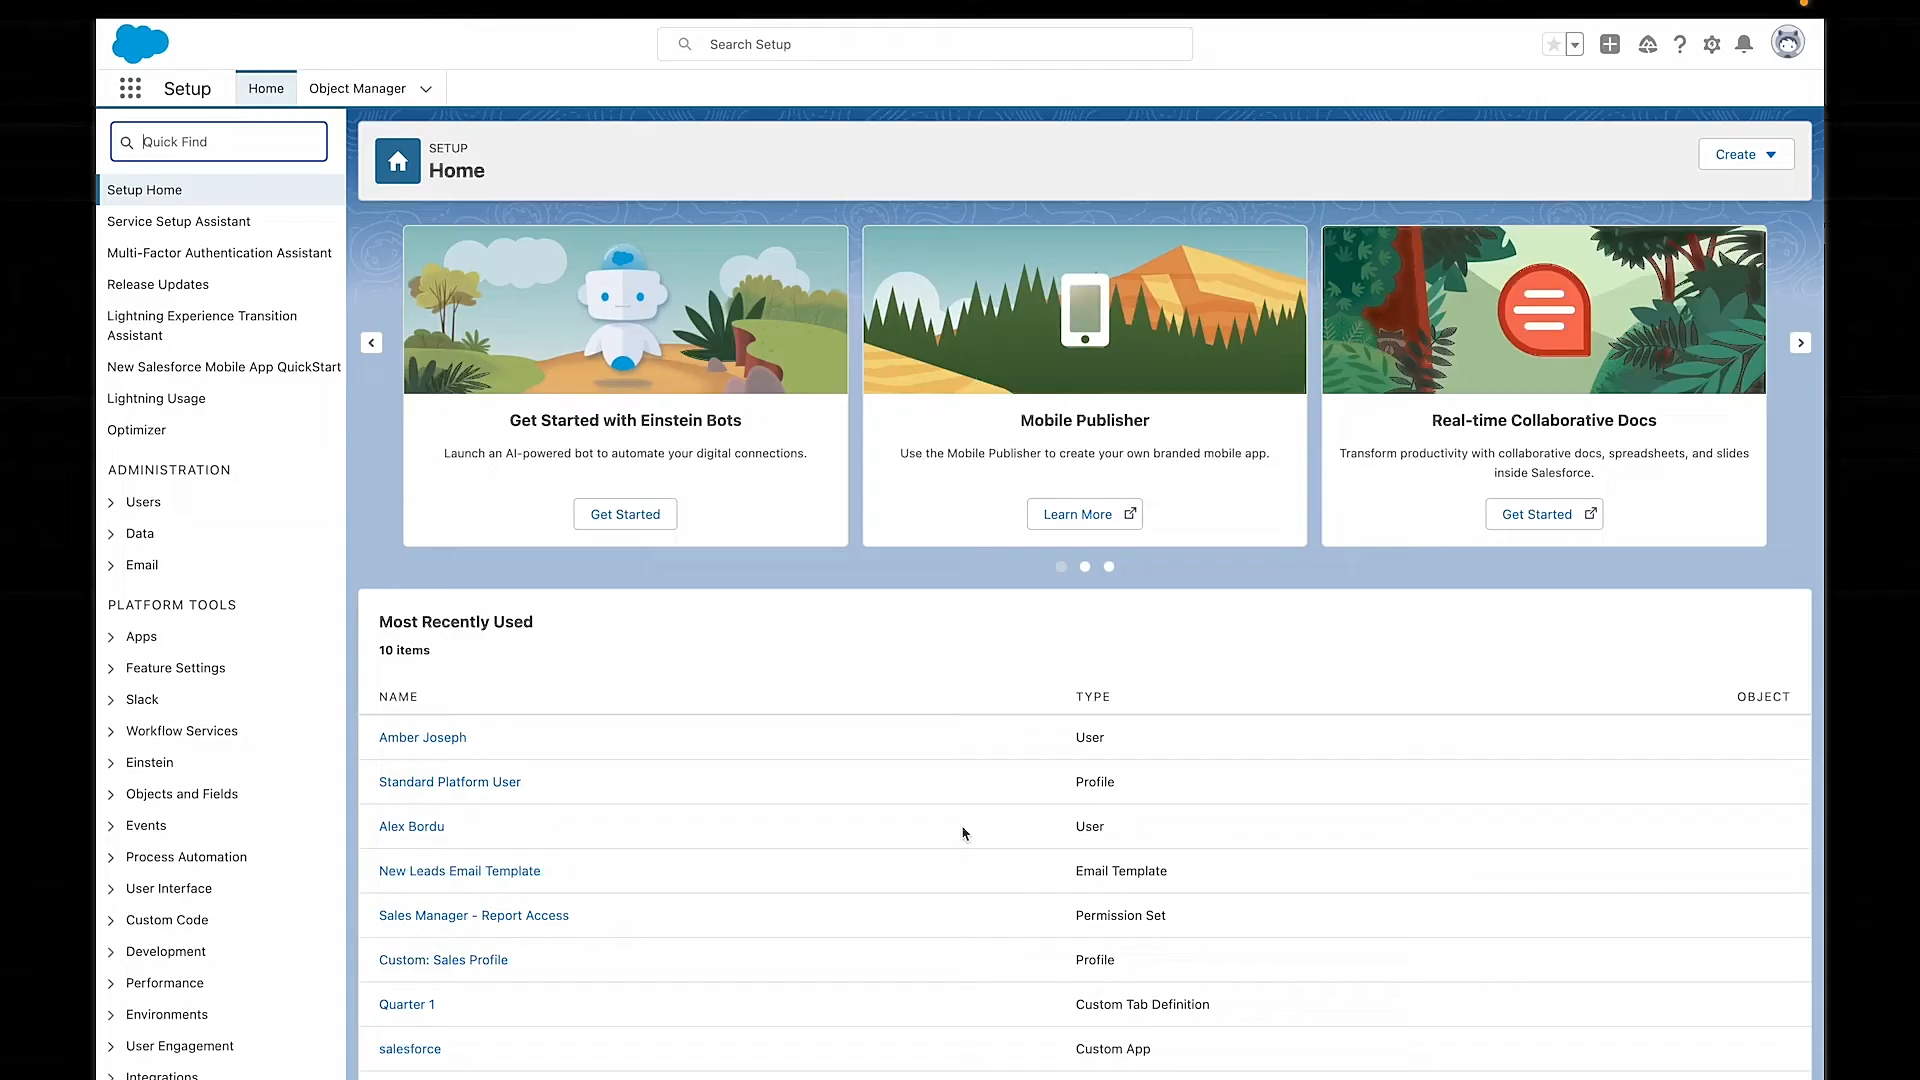 Search Setup
Setup
Home
Object Manager
Quick Find
Setup Home
Service Setup Assistant
Multi-Factor Authentication Assistant
Release Updates
Lightning Experience Transition
Assistant
New Salesforce Mobile App QuickStart
Lightning Usage
Optimizer
ADMINISTRATION
Users
Data
Email
PLATFORM TOOLS
Apps
Feature Settings
Slack
Workflow Services
Einstein
Objects and Fields
Events
Process Automation
User Interface
Custom Code
Development
Performance
Environments
User Engagement
Integrations
SETUP
Home
Create
Get Started with Einstein Bots
Launch an AI-powered bot to automate your digital connections.
Get Started
Mobile Publisher
Use the Mobile Publisher to create your own branded mobile app.
Learn More
Real-time Collaborative Docs
Transform productivity with collaborative docs, spreadsheets, and slides
inside Salesforce.
Get Started
Most Recently Used
10 items
NAME TYPE OBJECT
Amber Joseph User
Standard Platform User Profile
Alex Bordu User
New Leads Email Template Email Template
Sales Manager - Report Access Permission Set
Custom: Sales Profile Profile
Quarter 1 Custom Tab Definition
salesforce Custom App